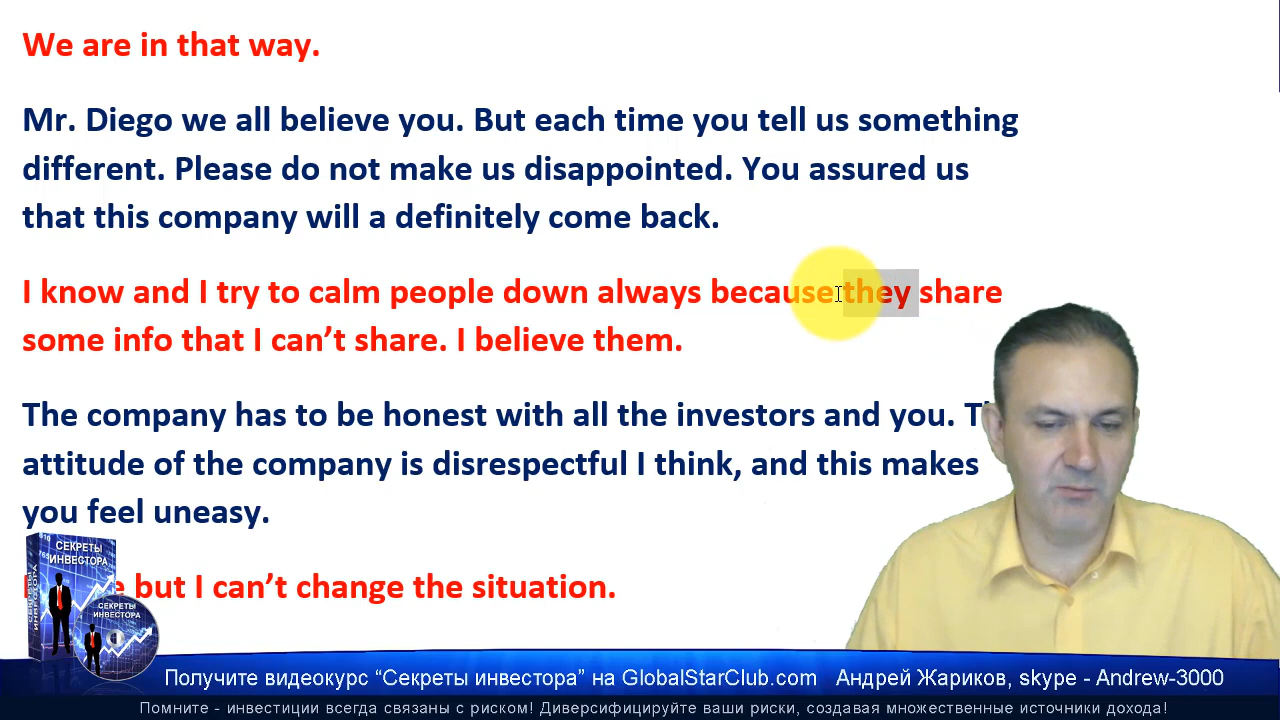 We are in that way.
Mr. Diego we all believe you. But each time you tell us something
different. Please do not make us disappointed. You assured us
that this company will a definitely come back.
I know and I try to calm people down always because they share
some info that I can’t share. I believe them.
The company has to be honest with all the investors and you.
attitude of the company is disrespectful I think, and this makes
you feel uneasy.
but I can’t change the situation.
СЕКРЕТЫ
ИНВЕСТОРА
СЕКРЕТЫ
ИНВЕСТОРА
СЕКРЕТЫ
ИНВЕСТОРА
Получите видеокурс “Секреты инвестора” на GlobalStarClub.com Андрей Жариков, skype - Andrew-3000
Помните - инвестиции всегда связаны с риском! Диверсифицируйте ваши риски, создавая множественные источники дохода!